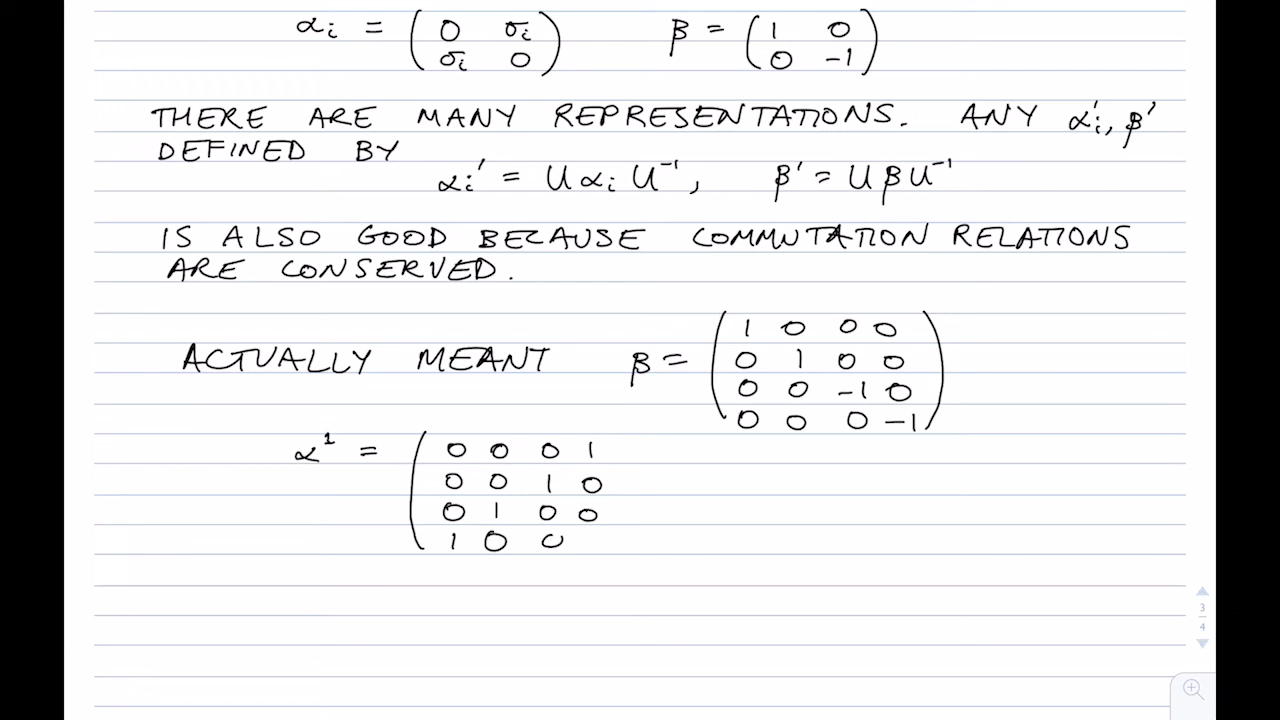 αi = ( 0 σi ) β = ( 1 0 )
( σi 0 ) ( 0 -1 )
THERE ARE MANY REPRESENTATIONS. ANY αi', β'
DEFINED BY
αi' = U αi U⁻¹, β' = U β U⁻¹
IS ALSO GOOD BECAUSE COMMUTATION RELATIONS
ARE CONSERVED.
ACTUALLY MEANT β = ( 1 0 0 0
0 1 0 0
0 0 -1 0
0 0 0 -1 )
α¹ = ( 0 0 0 1
0 0 1 0
0 1 0 0
1 0 0
3
4